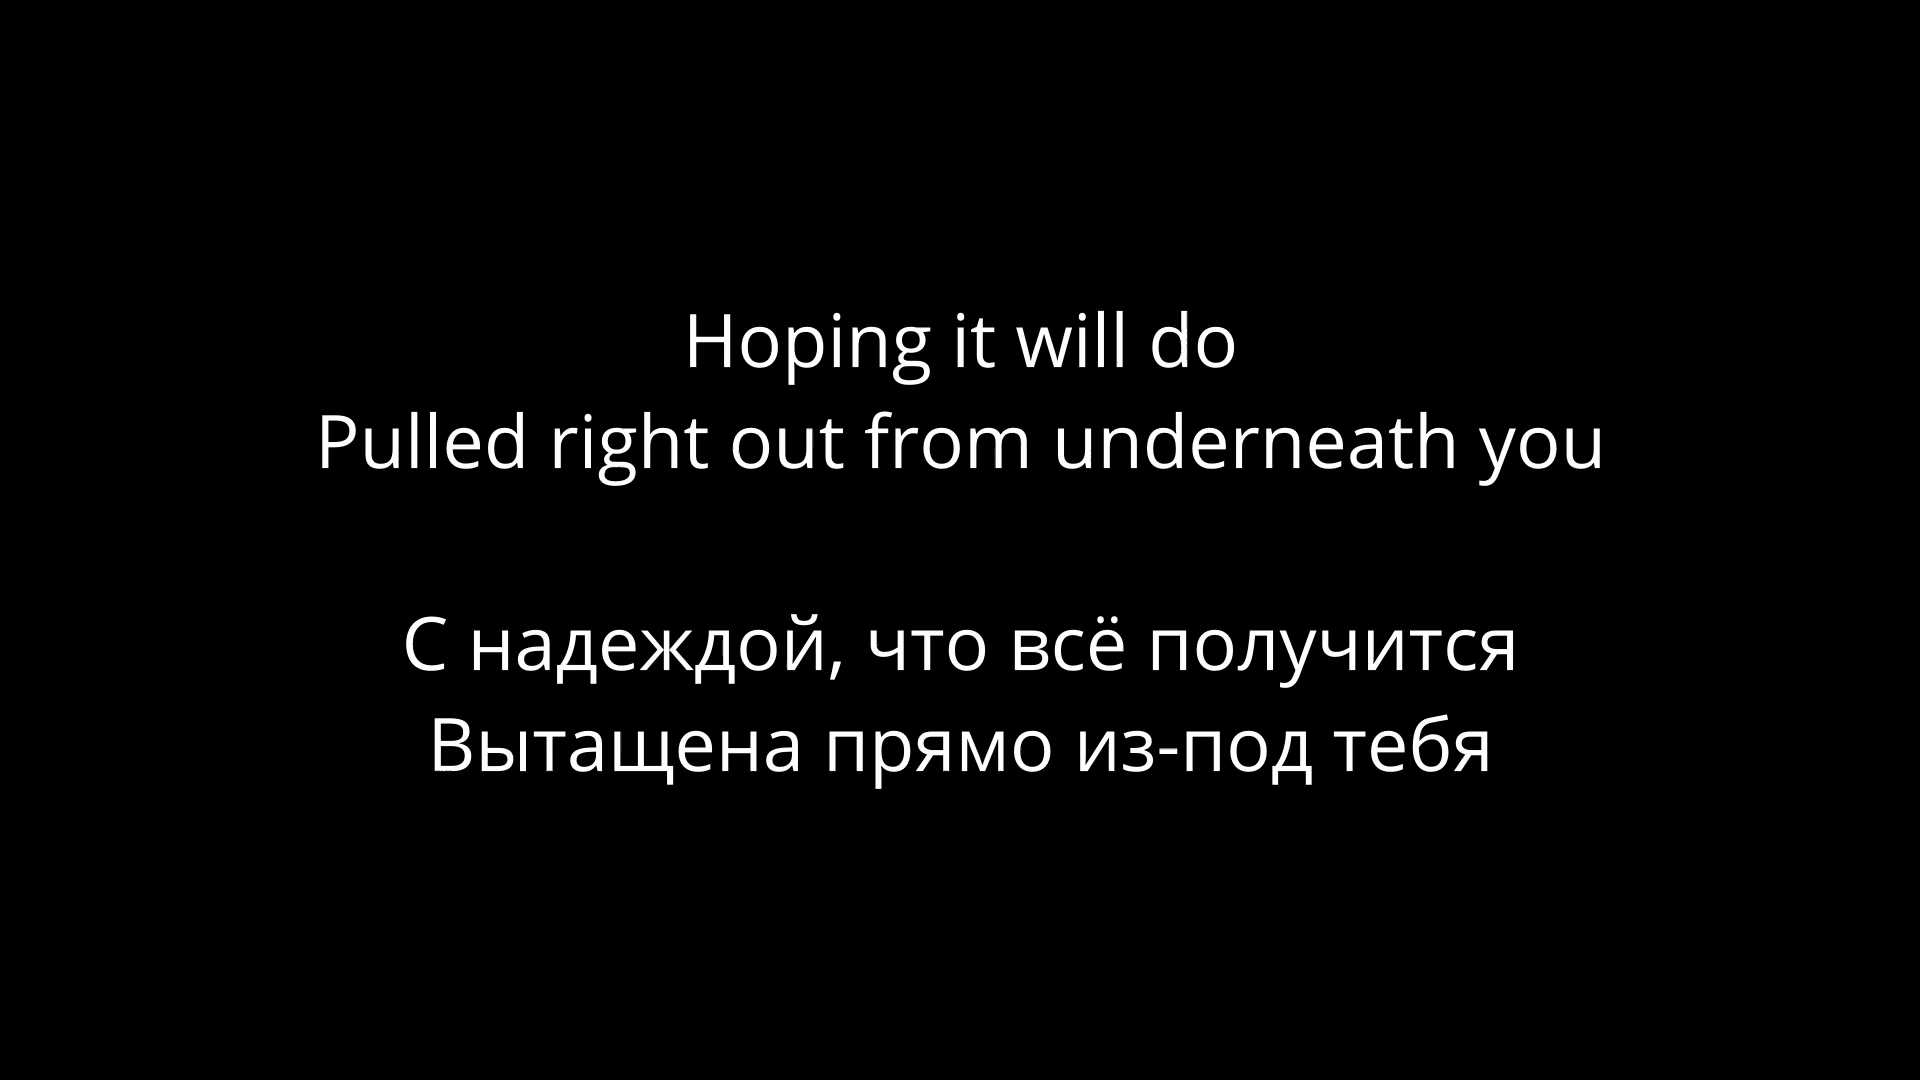 Hoping it will do
Pulled right out from underneath you
С надеждой, что всё получится
Вытащена прямо из-под тебя